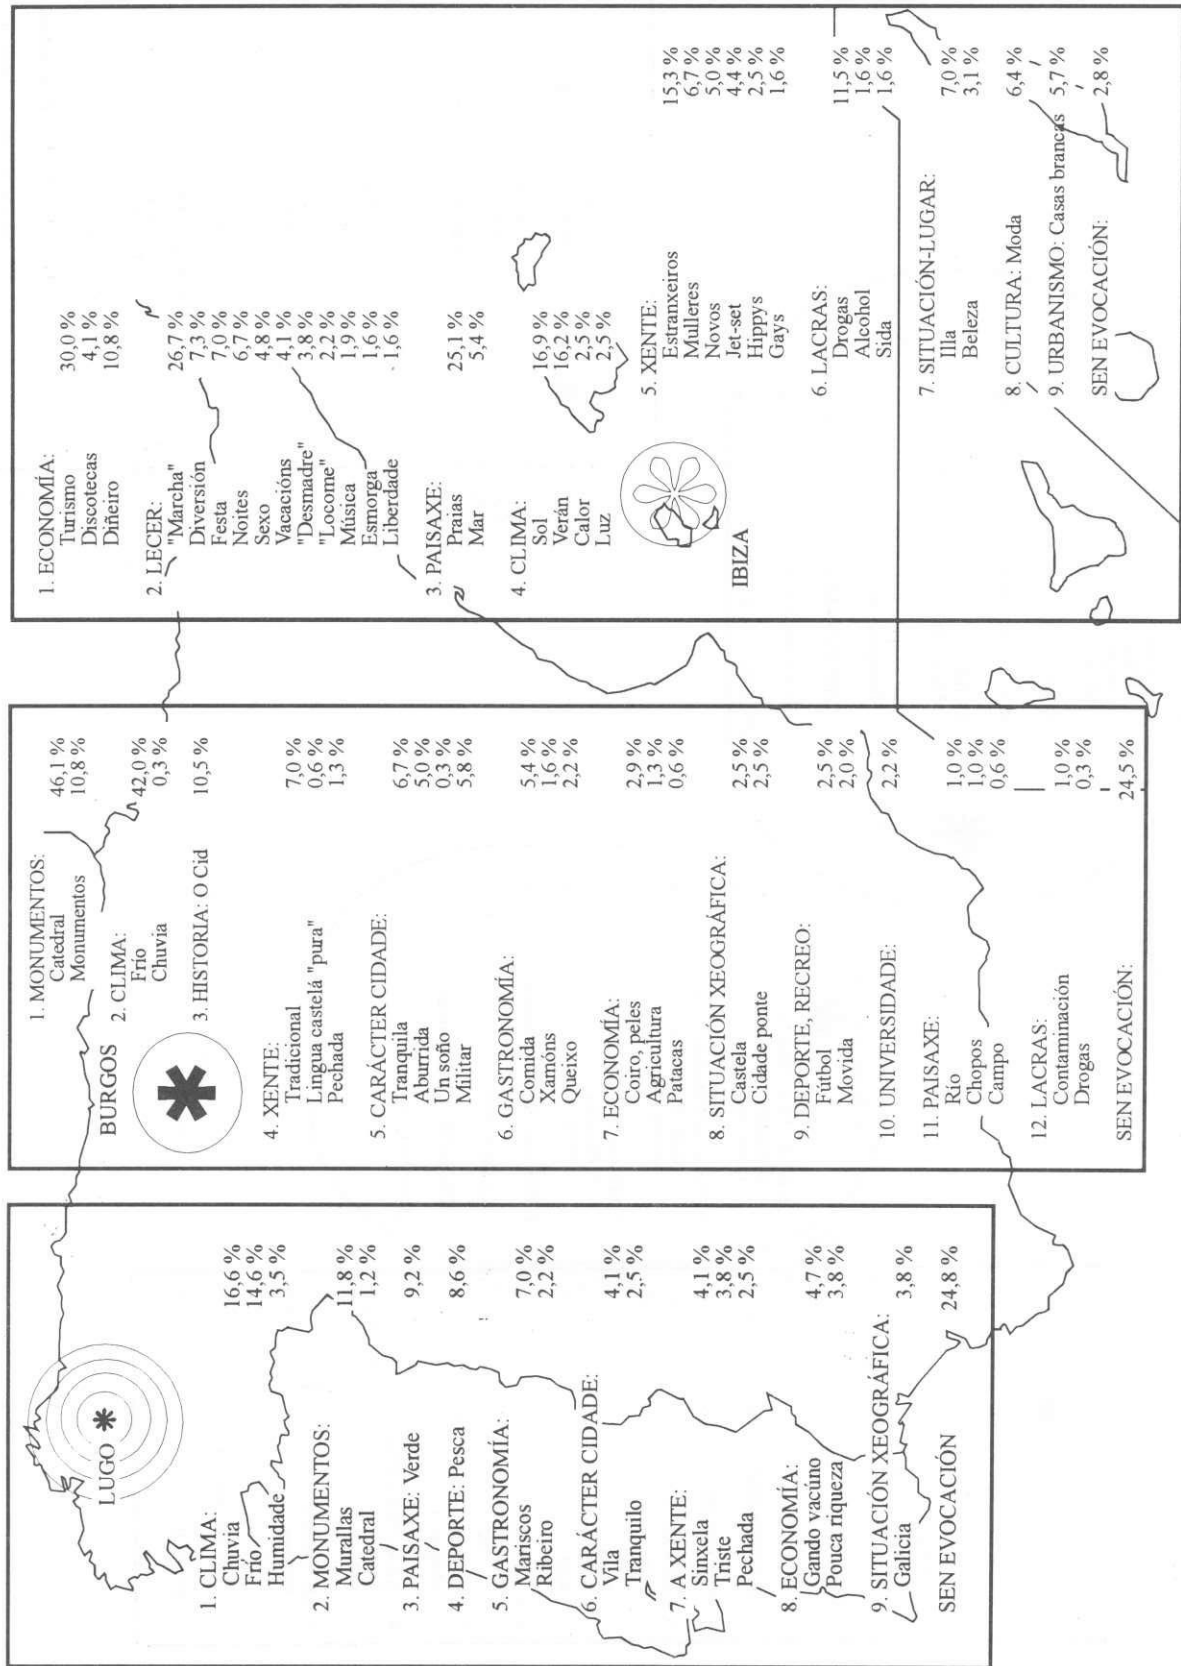 LUGO
1. CLIMA:
Chuvia 16,6 %
Frío 14,6 %
Humidade 3,5 %
2. MONUMENTOS:
Murallas 11,8 %
Catedral 1,2 %
3. PAISAXE: Verde 9,2 %
4. DEPORTE: Pesca 8,6 %
5. GASTRONOMÍA:
Mariscos 7,0 %
Ribeiro 2,2 %
6. CARÁCTER CIDADE:
Vila 4,1 %
Tranquilo 2,5 %
7. A XENTE:
Sinxela 4,1 %
Triste 3,8 %
Pechada 2,5 %
8. ECONOMÍA:
Gando vacúno 4,7 %
Pouca riqueza 3,8 %
9. SITUACIÓN XEOGRÁFICA:
Galicia 3,8 %
SEN EVOCACIÓN 24,8 %
BURGOS
1. MONUMENTOS:
Catedral 46,1 %
Monumentos 10,8 %
2. CLIMA:
Frío 42,0 %
Chuvia 0,3 %
3. HISTORIA: O Cid 10,5 %
4. XENTE:
Tradicional 7,0 %
Lingua castelá "pura" 0,6 %
Pechada 1,3 %
5. CARÁCTER CIDADE:
Tranquila 6,7 %
Aburrida 5,0 %
Un soño 0,3 %
Militar 5,8 %
6. GASTRONOMÍA:
Comida 5,4 %
Xamóns 1,6 %
Queixo 2,2 %
7. ECONOMÍA:
Coiro, peles 2,9 %
Agricultura 1,3 %
Patacas 0,6 %
8. SITUACIÓN XEOGRÁFICA:
Castela 2,5 %
Cidade ponte 2,5 %
9. DEPORTE, RECREO:
Fútbol 2,5 %
Movida 2,0 %
10. UNIVERSIDADE: 2,2 %
11. PAISAXE:
Río 1,0 %
Chopos 1,0 %
Campo 0,6 %
12. LACRAS:
Contaminación 1,0 %
Drogas 0,3 %
SEN EVOCACIÓN: 24,5 %
1. ECONOMÍA:
Turismo 30,0 %
Discotecas 4,1 %
Diñeiro 10,8 %
2. LECER:
"Marcha" 26,7 %
Diversión 7,3 %
Festa 7,0 %
Noites 6,7 %
Sexo 4,8 %
Vacacións 4,1 %
"Desmadre" 3,8 %
"Locome" 2,2 %
Música 1,9 %
Esmorga 1,6 %
Liberdade 1,6 %
3. PAISAXE:
Praias 25,1 %
Mar 5,4 %
4. CLIMA:
Sol 16,9 %
Verán 16,2 %
Calor 2,5 %
Luz 2,5 %
IBIZA
5. XENTE:
Estranxeiros 15,3 %
Mulleres 6,7 %
Novos 5,0 %
Jet-set 4,4 %
Hippys 2,5 %
Gays 1,6 %
6. LACRAS:
Drogas 11,5 %
Alcohol 1,6 %
Sida 1,6 %
7. SITUACIÓN-LUGAR:
Illa 7,0 %
Beleza 3,1 %
8. CULTURA: Moda 6,4 %
9. URBANISMO: Casas brancas 5,7 %
SEN EVOCACIÓN: 2,8 %